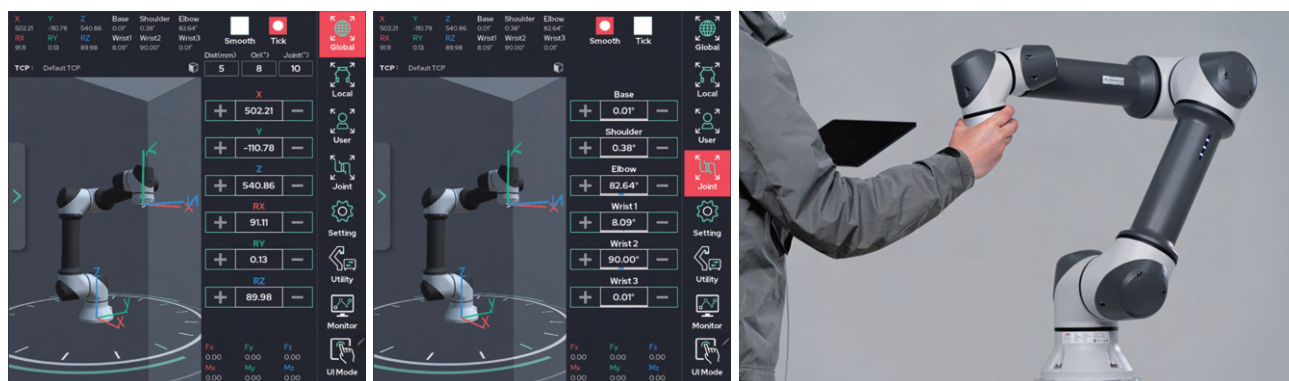 X Y Z Base Shoulder Elbow
502.21 -110.78 540.86 0.01° 0.38° 82.64°
RX RY RZ Wrist1 Wrist2 Wrist3
91.11 0.13 89.98 8.09° 90.00° 0.01°
TCP : Default TCP
Smooth Tick
Dist(mm) Ori(°) Joint(°)
5 8 10
X
502.21
Y
-110.78
Z
540.86
RX
91.11
RY
0.13
RZ
89.98
Fx Fy Fz
0.00 0.00 0.00
Mx My Mz
0.00 0.00 0.00
Global
Local
User
Joint
Setting
Utility
Monitor
UI Mode
X Y Z Base Shoulder Elbow
502.21 -110.78 540.86 0.01° 0.38° 82.64°
RX RY RZ Wrist1 Wrist2 Wrist3
91.11 0.13 89.98 8.09° 90.00° 0.01°
TCP : Default TCP
Smooth Tick
Base
0.01°
Shoulder
0.38°
Elbow
82.64°
Wrist 1
8.09°
Wrist 2
90.00°
Wrist 3
0.01°
Fx Fy Fz
0.00 0.00 0.00
Mx My Mz
0.00 0.00 0.00
Global
Local
User
Joint
Setting
Utility
Monitor
UI Mode